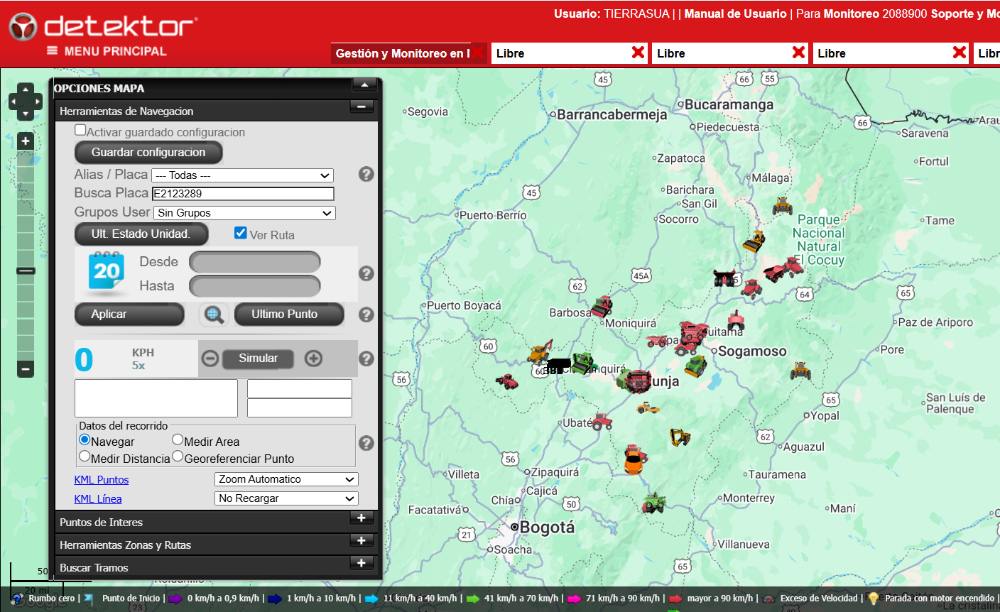 detektor
MENU PRINCIPAL
Usuario: TIERRASUA | | Manual de Usuario | Para Monitoreo 2088900 Soporte y Mo
Gestión y Monitoreo en l
Libre
Libre
Libre
Libr
OPCIONES MAPA
Herramientas de Navegacion
Activar guardado configuracion
Guardar configuracion
Alias / Placa --- Todas ---
Busca Placa E2123289
Grupos User Sin Grupos
Ult. Estado Unidad. Ver Ruta
20
Desde
Hasta
Aplicar Ultimo Punto
0 KPH
5x
Simular
Datos del recorrido
Navegar Medir Area
Medir Distancia Georeferenciar Punto
KML Puntos Zoom Automatico
KML Línea No Recargar
Puntos de Interes
Herramientas Zonas y Rutas
Buscar Tramos
45
66
55
Segovia
Barrancabermeja
Bucaramanga
Piedecuesta
66
Arau
Saravena
Zapatoca
Fortul
Málaga
Barichara
45
San Gil
Puerto Berrío
Socorro
Parque
Nacional
Natural
El Cocuy
Tame
45A
62
64
65
Puerto Boyacá
Barbosa
Moniquirá
Paz de Ariporo
uitama
60
Sogamoso
Pore
60
56
unja
65
San Luis de
Palenque
Yopal
Ubaté
62
Aguazul
56
Villeta
Zipaquirá
Tauramena
Cajicá
Chía
50
Monterrey
Facatativá
Maní
Bogotá
21
Soacha
Villanueva
65
50
20 mi
Rumbo cero | Punto de Inicio | 0 km/h a 0,9 km/h | 1 km/h a 10 km/h | 11 km/h a 40 km/h | 41 km/h a 70 km/h | 71 km/h a 90 km/h | mayor a 90 km/h | Exceso de Velocidad | Parada con motor encendido |
23